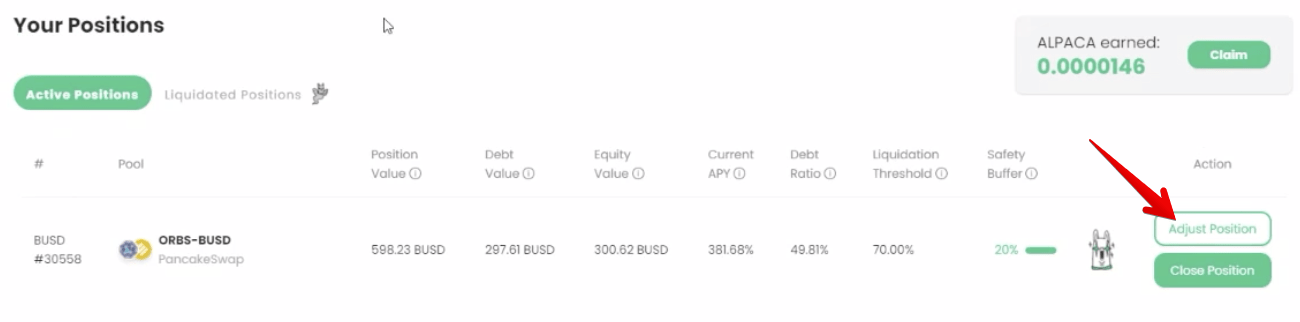 Your Positions
ALPACA earned:
0.0000146
Claim
Active Positions
Liquidated Positions
#
Pool
Position
Value
Debt
Value
Equity
Value
Current
APY
Debt
Ratio
Liquidation
Threshold
Safety
Buffer
Action
BUSD
#30558
ORBS-BUSD
PancakeSwap
598.23 BUSD
297.61 BUSD
300.62 BUSD
381.68%
49.81%
70.00%
20%
Adjust Position
Close Position